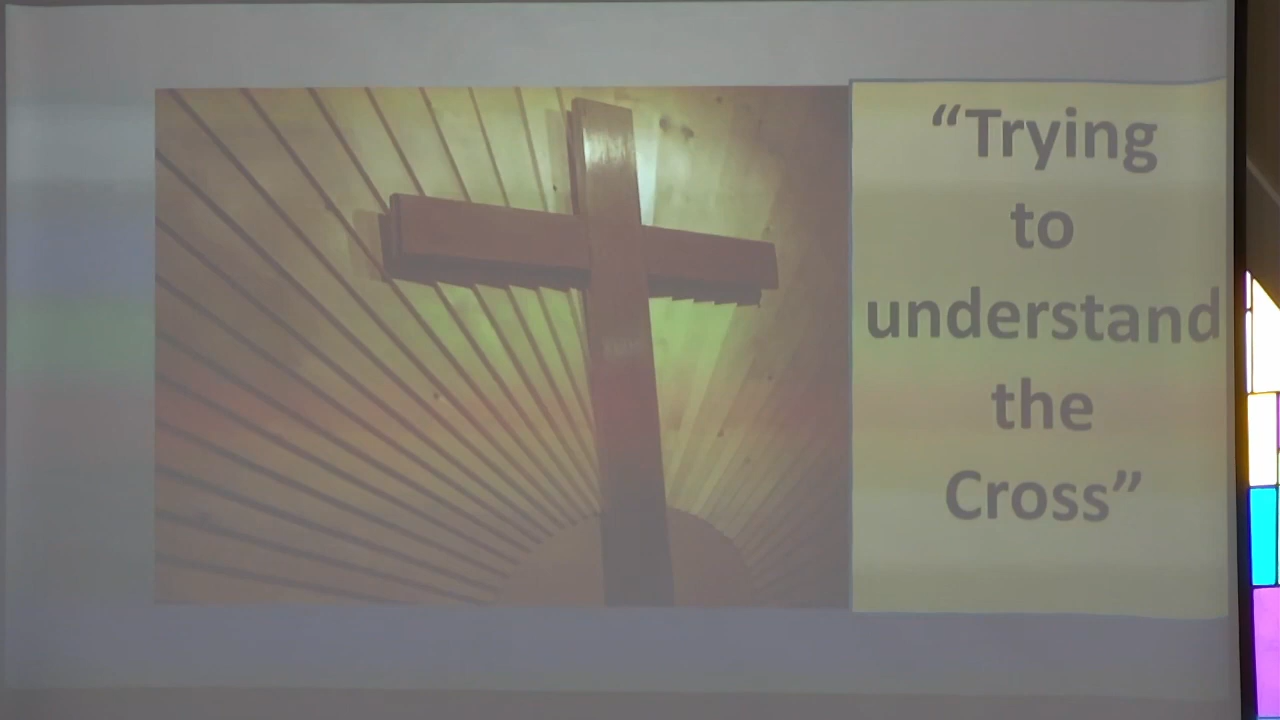 “Trying
to
understand
the
Cross”